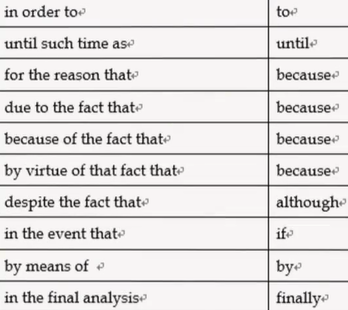 in order to to
until such time as until
for the reason that because
due to the fact that because
because of the fact that because
by virtue of that fact that because
despite the fact that although
in the event that if
by means of by
in the final analysis finally